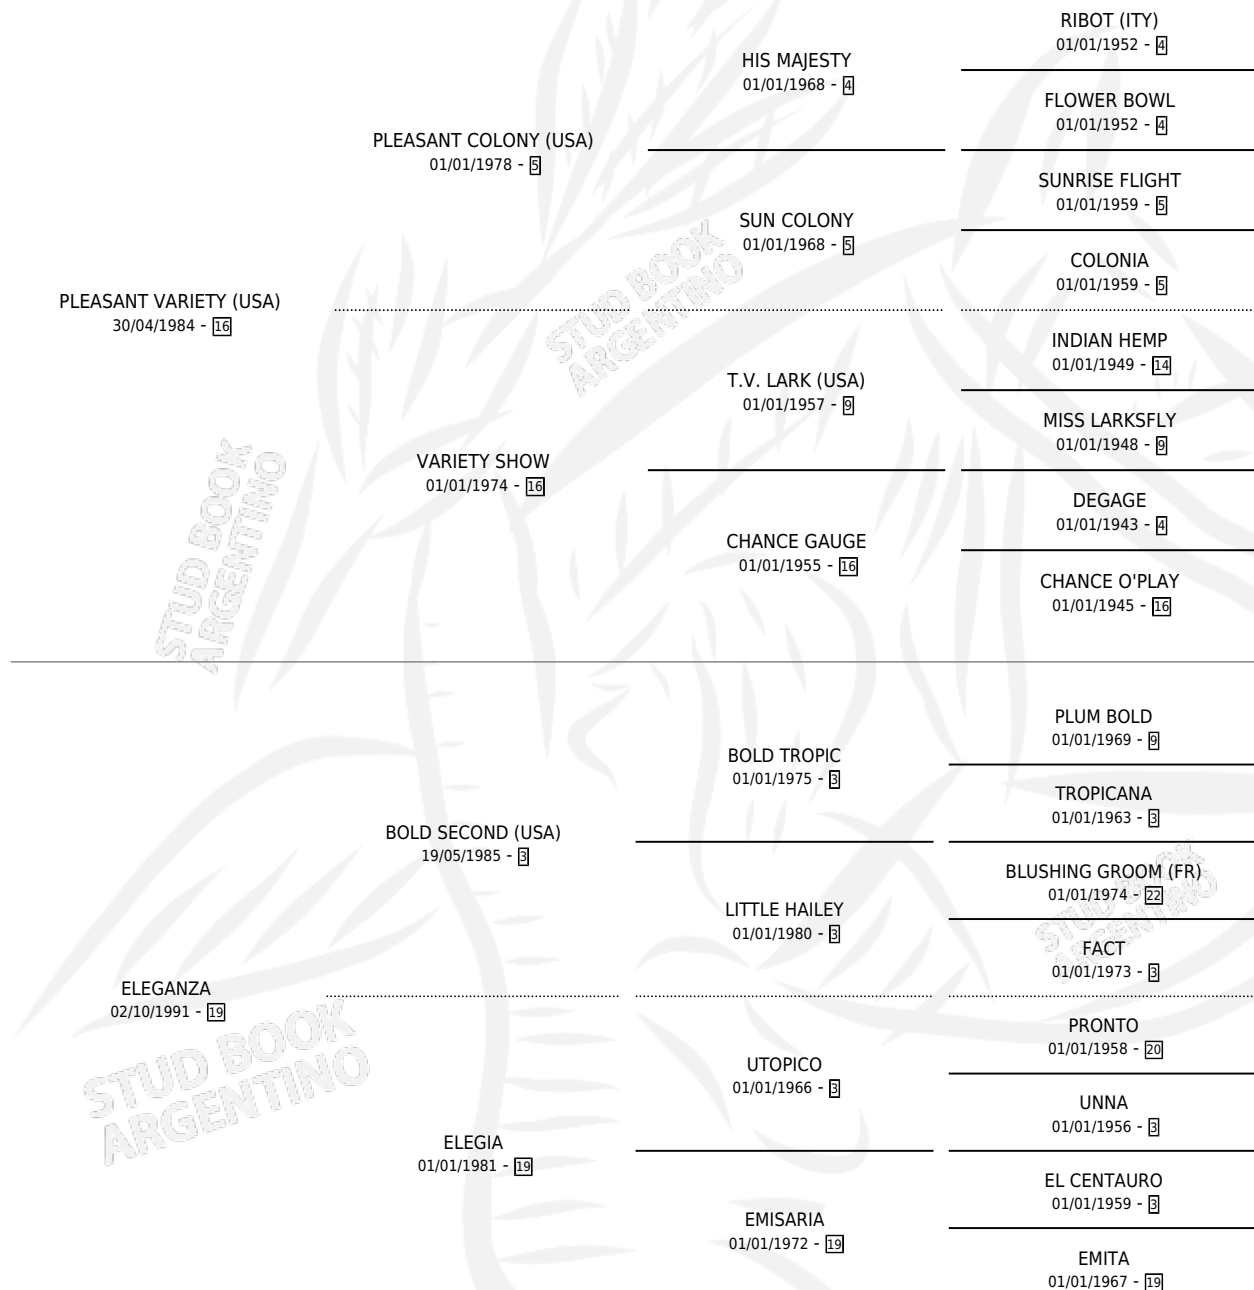 RIBOT (ITY)
01/01/1952 - 4
HIS MAJESTY
01/01/1968 - 4
FLOWER BOWL
01/01/1952 - 4
PLEASANT COLONY (USA)
01/01/1978 - 5
SUNRISE FLIGHT
01/01/1959 - 5
SUN COLONY
01/01/1968 - 5
COLONIA
01/01/1959 - 5
PLEASANT VARIETY (USA)
30/04/1984 - 16
INDIAN HEMP
01/01/1949 - 14
T.V. LARK (USA)
01/01/1957 - 9
MISS LARKSFLY
01/01/1948 - 9
VARIETY SHOW
01/01/1974 - 16
DEGAGE
01/01/1943 - 4
CHANCE GAUGE
01/01/1955 - 16
CHANCE O'PLAY
01/01/1945 - 16
PLUM BOLD
01/01/1969 - 9
BOLD TROPIC
01/01/1975 - 3
TROPICANA
01/01/1963 - 3
BOLD SECOND (USA)
19/05/1985 - 3
BLUSHING GROOM (FR)
01/01/1974 - 22
LITTLE HAILEY
01/01/1980 - 3
FACT
01/01/1973 - 3
ELEGANZA
02/10/1991 - 19
PRONTO
01/01/1958 - 20
UTOPICO
01/01/1966 - 3
UNNA
01/01/1956 - 3
ELEGIA
01/01/1981 - 19
EL CENTAURO
01/01/1959 - 3
EMISARIA
01/01/1972 - 19
EMITA
01/01/1967 - 19
STUD BOOK
ARGENTINO
STUD BOOK
ARGENTINO
STUD BOOK
ARGENTINO
STUD BOOK
ARGENTINO